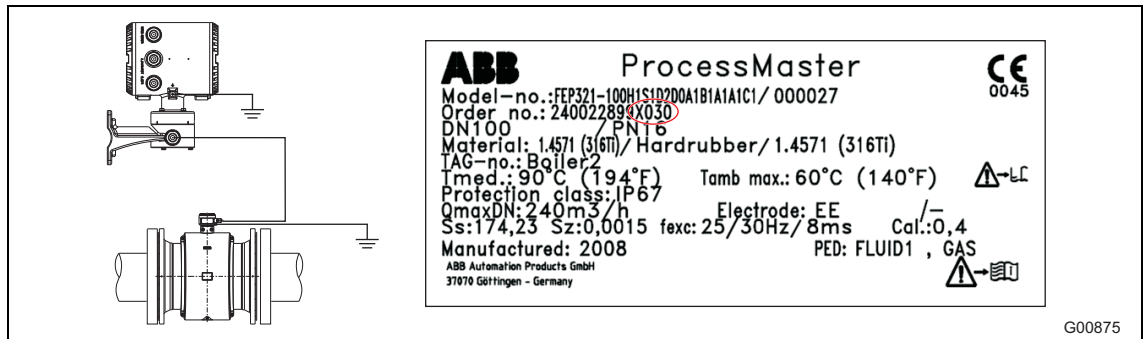 ABB ProcessMaster
CE
0045
Model-no.:FEP321-100H1S1D2D0A1B1A1A1C1/ 000027
Order no.: 240022899X030
DN100 /PN16
Material: 1.4571 (316Ti)/ Hardrubber/ 1.4571 (316Ti)
TAG-no.: Boiler2
Tmed.: 90°C (194°F) Tamb max.: 60°C (140°F)
Protection class:IP67
QmaxDN:240m3/h Electrode: EE /-
Ss:174,23 Sz:0,0015 fexc: 25/30Hz/8ms Cal.:0,4
Manufactured: 2008 PED: FLUID1 , GAS
ABB Automation Products GmbH
37070 Göttingen - Germany
G00875